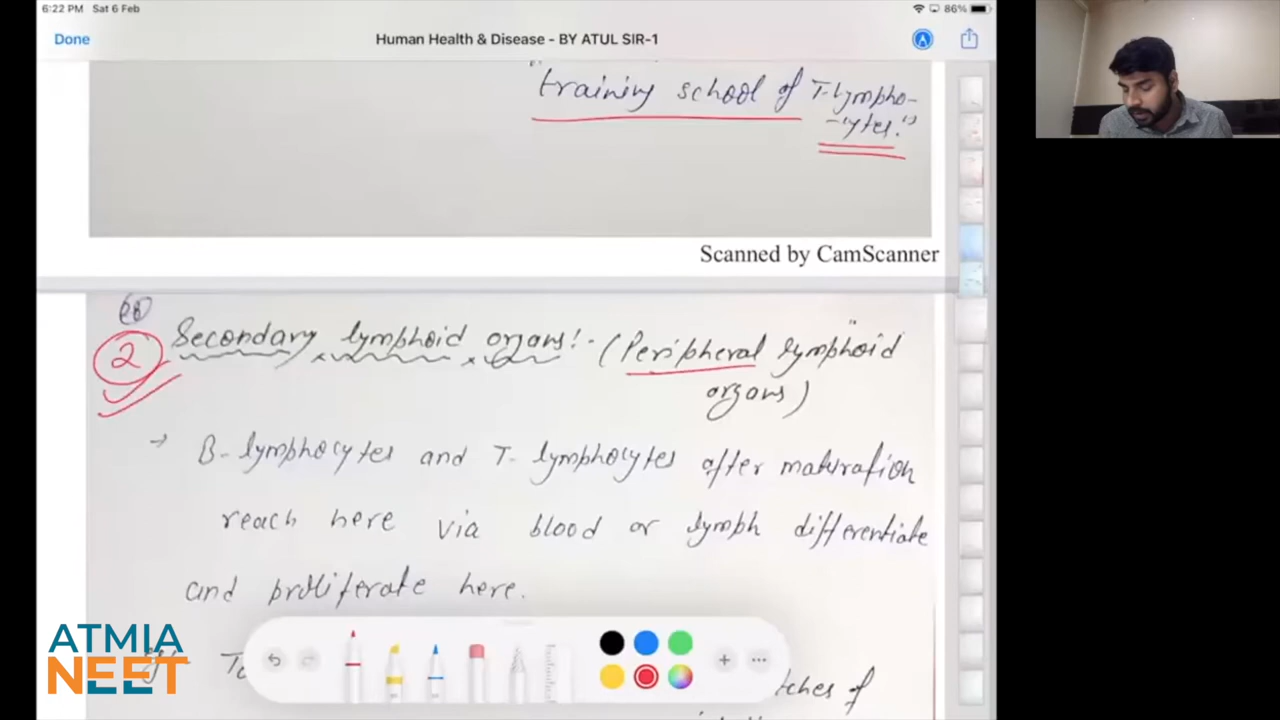 6:22 PM Sat 6 Feb
86%
Done
Human Health & Disease - BY ATUL SIR-1
training school of T-lympho-
-cytes."
Scanned by CamScanner
2 Secondary lymphoid organs:- (Peripheral lymphoid
organs)
→ B-lymphocytes and T-lymphocytes after maturation
reach here via blood or lymph differentiate
and proliferate here.
tches of
ATMIA
NEET